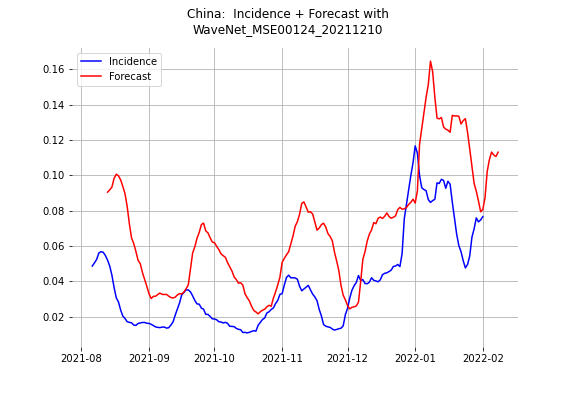 China:  Incidence + Forecast with
WaveNet_MSE00124_20211210
Incidence
Forecast
0.16
0.14
0.12
0.10
0.08
0.06
0.04
0.02
2021-08 2021-09 2021-10 2021-11 2021-12 2022-01 2022-02